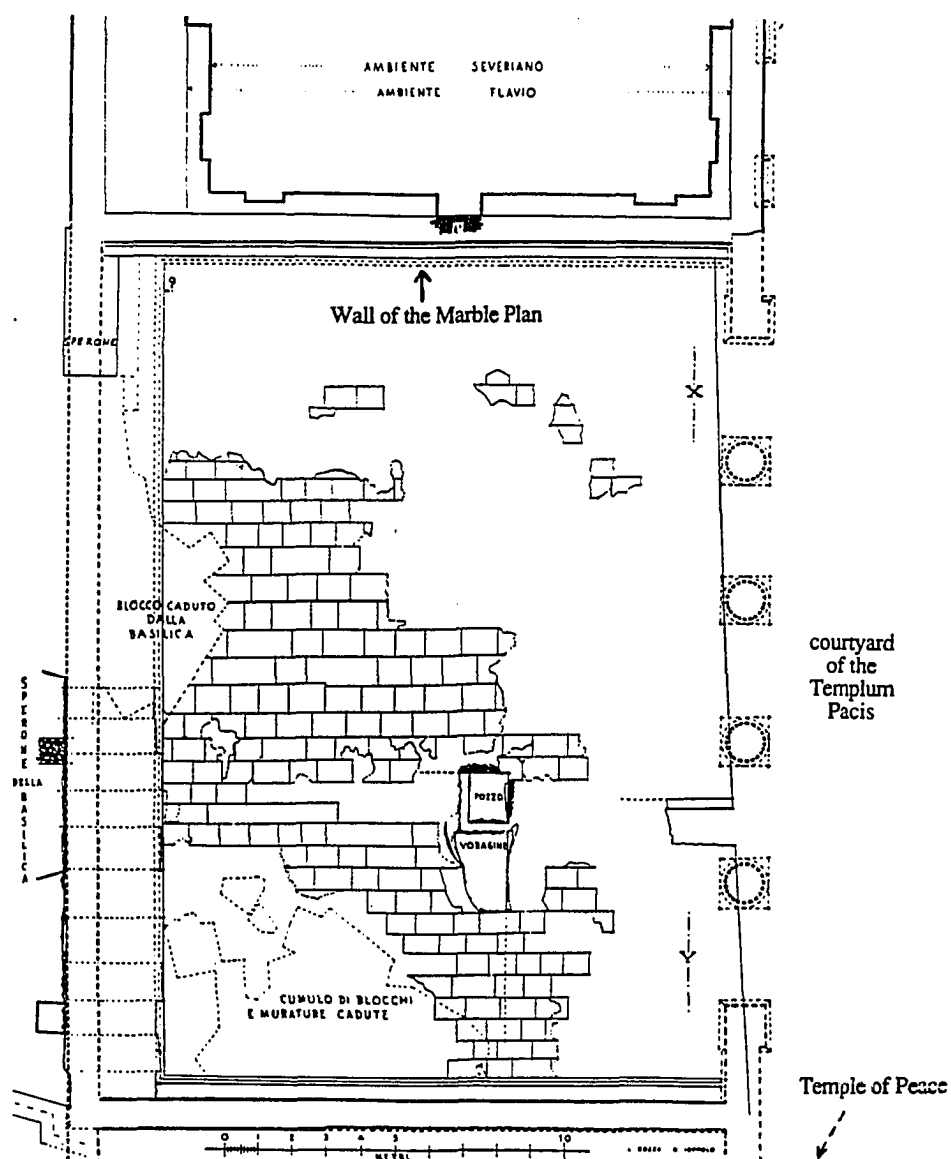 AMBIENTE SEVERIANO
AMBIENTE FLAVIO
?
Wall of the Marble Plan
SPERONE
X
BLOCCO CADUTO
DALLA
BASILICA
courtyard
of the
Templum
Pacis
SPERONE
DELLA
BASILICA
POZZO
VORAGINE
Y
CUMULO DI BLOCCHI
E MURATURE CADUTE
Temple of Peace
0 1 2 3 4 5 10
METRI